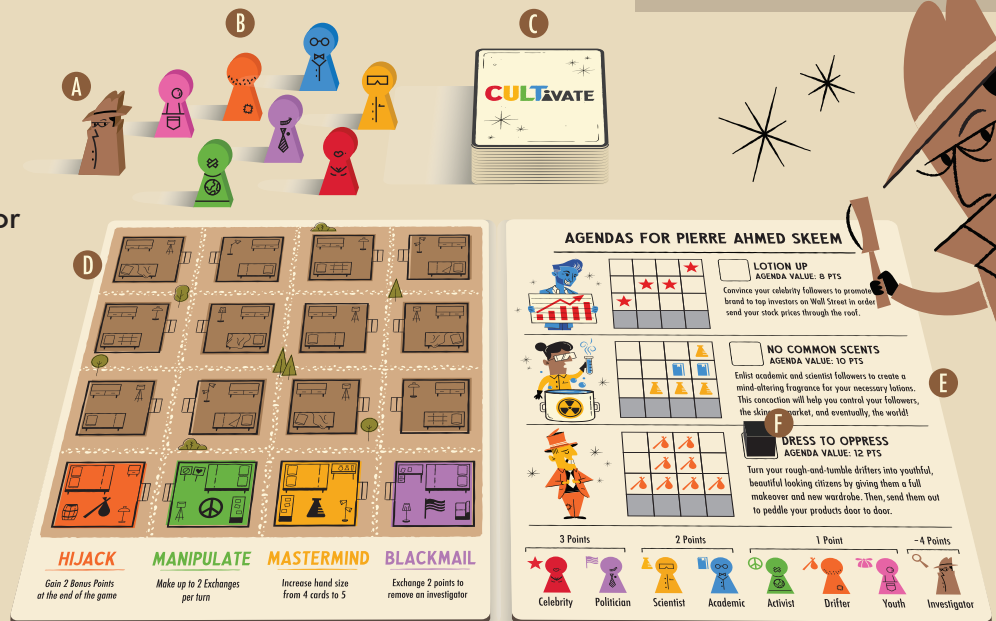 A
B
C
CULTIVATE
or
D
AGENDAS FOR PIERRE AHMED SKEEM
LOTION UP
AGENDA VALUE: 8 PTS
Convince your celebrity followers to promote
brand to top investors on Wall Street in order
send your stock prices through the roof.
NO COMMON SCENTS
AGENDA VALUE: 10 PTS
Enlist academic and scientist followers to create a
mind-altering fragrance for your necessary lotions.
This concoction will help you control your followers,
the market, and eventually, the world!
E
F
DRESS TO OPPRESS
AGENDA VALUE: 12 PTS
Turn your rough-and-tumble drifters into youthful,
beautiful looking citizens by giving them a full
makeover and new wardrobe. Then, send them out
to peddle your products door to door.
HIJACK
Gain 2 Bonus Points
at the end of the game
MANIPULATE
Make up to 2 Exchanges
per turn
MASTERMIND
Increase hand size
from 4 cards to 5
BLACKMAIL
Exchange 2 points to
remove an investigator
3 Points
2 Points
1 Point
-4 Points
Celebrity
Politician
Scientist
Academic
Activist
Drifter
Youth
Investigator